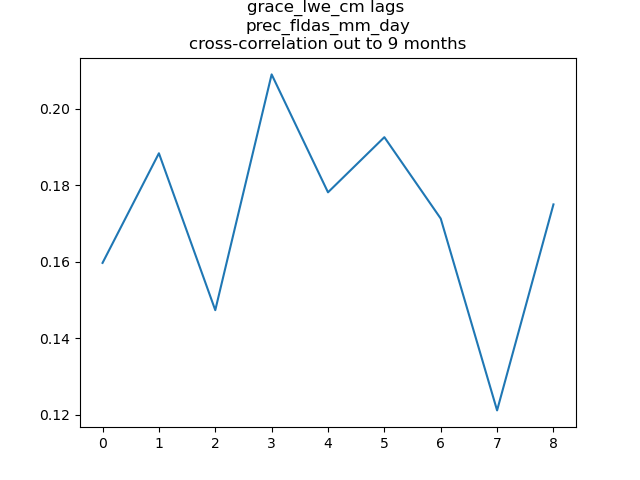 grace_lwe_cm lags
prec_fldas_mm_day
cross-correlation out to 9 months
0.20
0.18
0.16
0.14
0.12
0 1 2 3 4 5 6 7 8